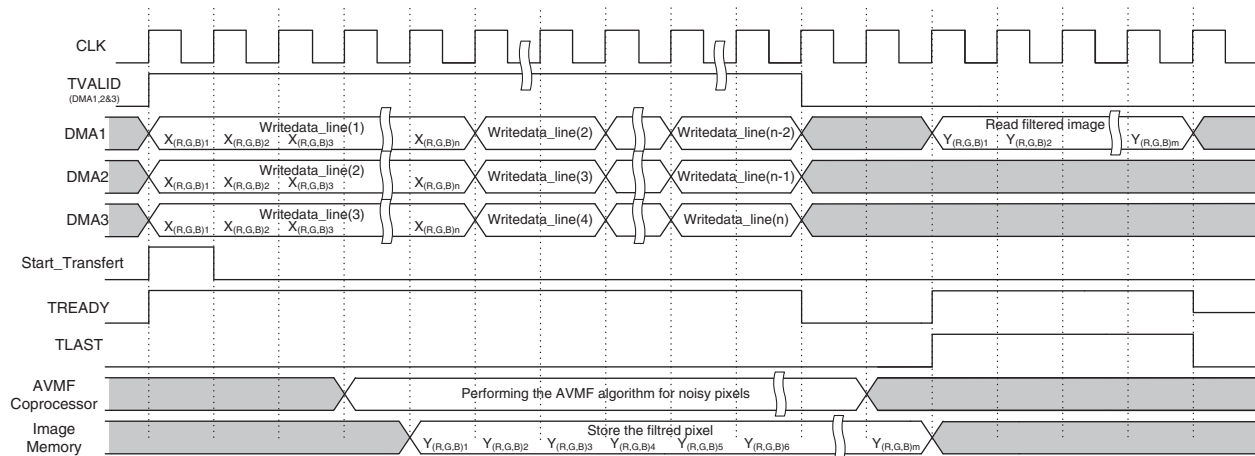 CLK
TVALID
(DMA1,2&3)
DMA1
Writedata_line(1)
X(R,G,B)1 X(R,G,B)2 X(R,G,B)3 X(R,G,B)n
Writedata_line(2)
Writedata_line(n-2)
Read filtered image
Y(R,G,B)1 Y(R,G,B)2 Y(R,G,B)m
DMA2
Writedata_line(2)
X(R,G,B)1 X(R,G,B)2 X(R,G,B)3 X(R,G,B)n
Writedata_line(3)
Writedata_line(n-1)
DMA3
Writedata_line(3)
X(R,G,B)1 X(R,G,B)2 X(R,G,B)3 X(R,G,B)n
Writedata_line(4)
Writedata_line(n)
Start_Transfert
TREADY
TLAST
AVMF
Coprocessor
Performing the AVMF algorithm for noisy pixels
Image
Memory
Store the filtred pixel
Y(R,G,B)1 Y(R,G,B)2 Y(R,G,B)3 Y(R,G,B)4 Y(R,G,B)5 Y(R,G,B)6 Y(R,G,B)m